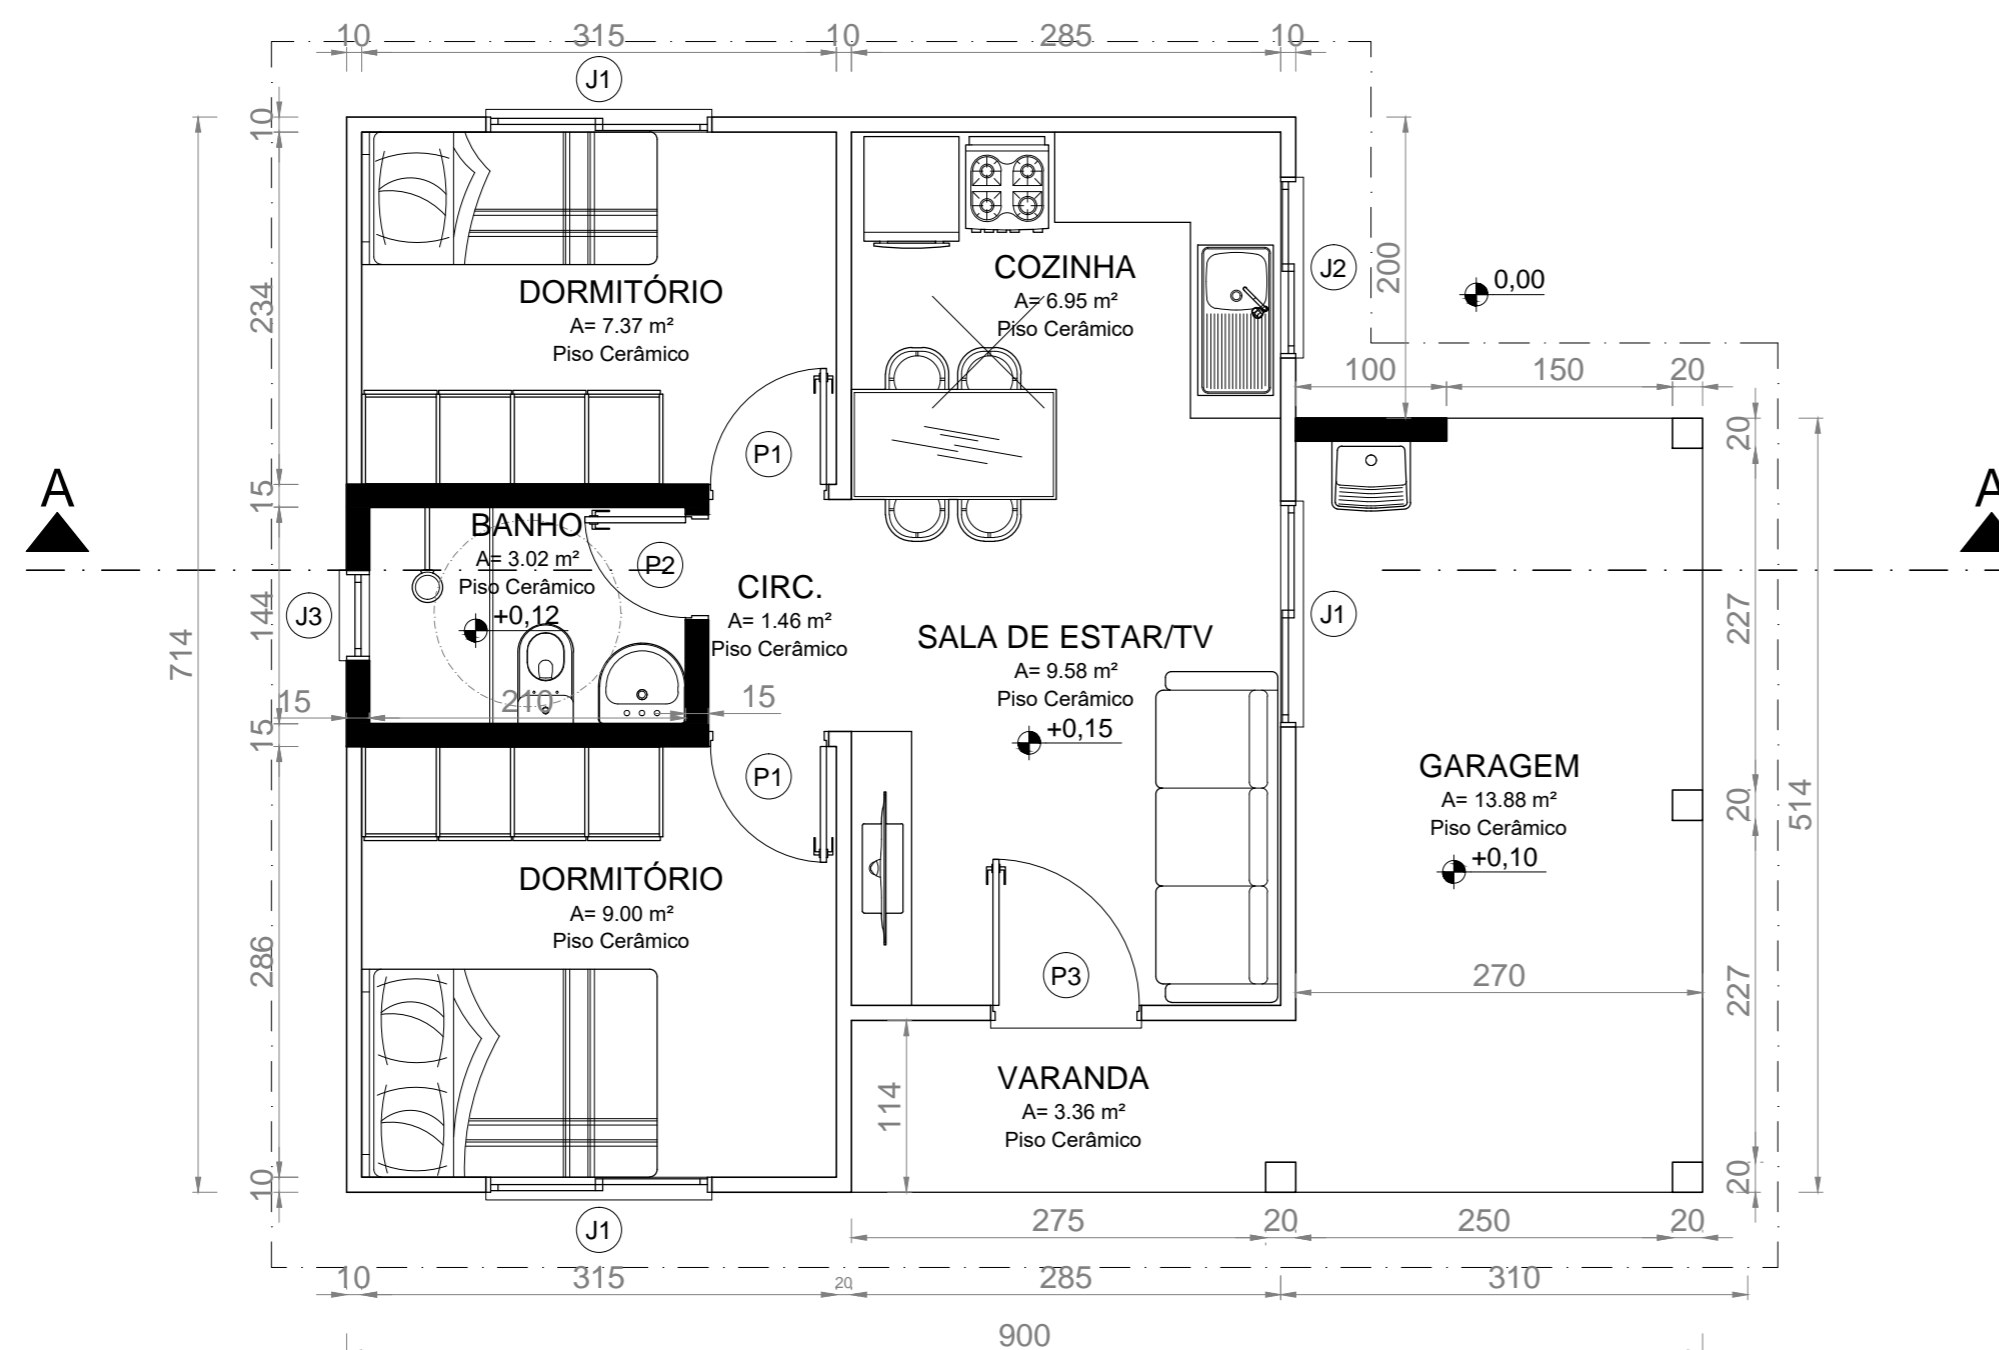 10 315 10 285 10
J1
10
DORMITÓRIO
A= 7.37 m²
Piso Cerâmico
COZINHA
A= 6.95 m²
Piso Cerâmico
J2
200
0,00
234
100 150 20
20
P1
A
A
15
BANHO
A= 3.02 m²
Piso Cerâmico
+0,12
P2
CIRC.
A= 1.46 m²
Piso Cerâmico
J3
144
714
15 210 15
15
SALA DE ESTAR/TV
A= 9.58 m²
Piso Cerâmico
+0,15
J1
227
P1
GARAGEM
A= 13.88 m²
Piso Cerâmico
+0,10
20
514
DORMITÓRIO
A= 9.00 m²
Piso Cerâmico
286
P3
270
227
114
VARANDA
A= 3.36 m²
Piso Cerâmico
10
20
J1
275 20 250 20
10 315 20 285 310
900